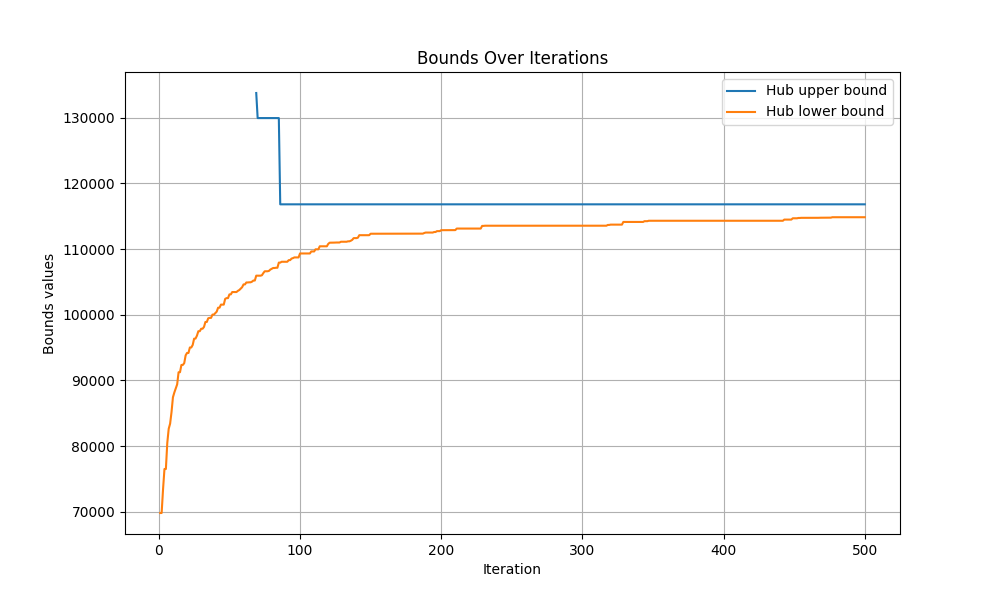 Bounds Over Iterations
Hub upper bound
Hub lower bound
130000
120000
110000
100000
90000
80000
70000
Bounds values
0 100 200 300 400 500
Iteration